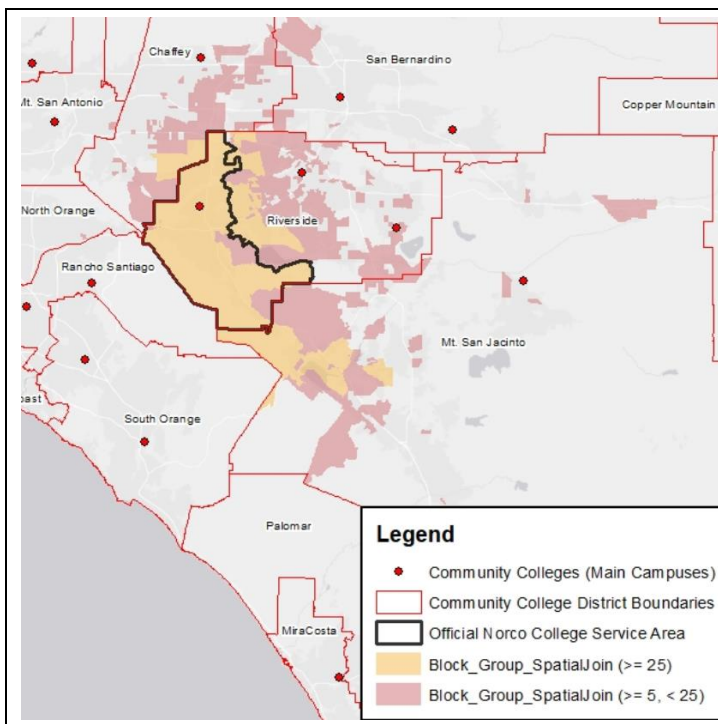 Chaffey
San Bernardino
Mt. San Antonio
Copper Mountain
North Orange
Riverside
Rancho Santiago
Mt. San Jacinto
oast
South Orange
Palomar
MiraCosta
Legend
Community Colleges (Main Campuses)
Community College District Boundaries
Official Norco College Service Area
Block_Group_SpatialJoin (>= 25)
Block_Group_SpatialJoin (>= 5, < 25)